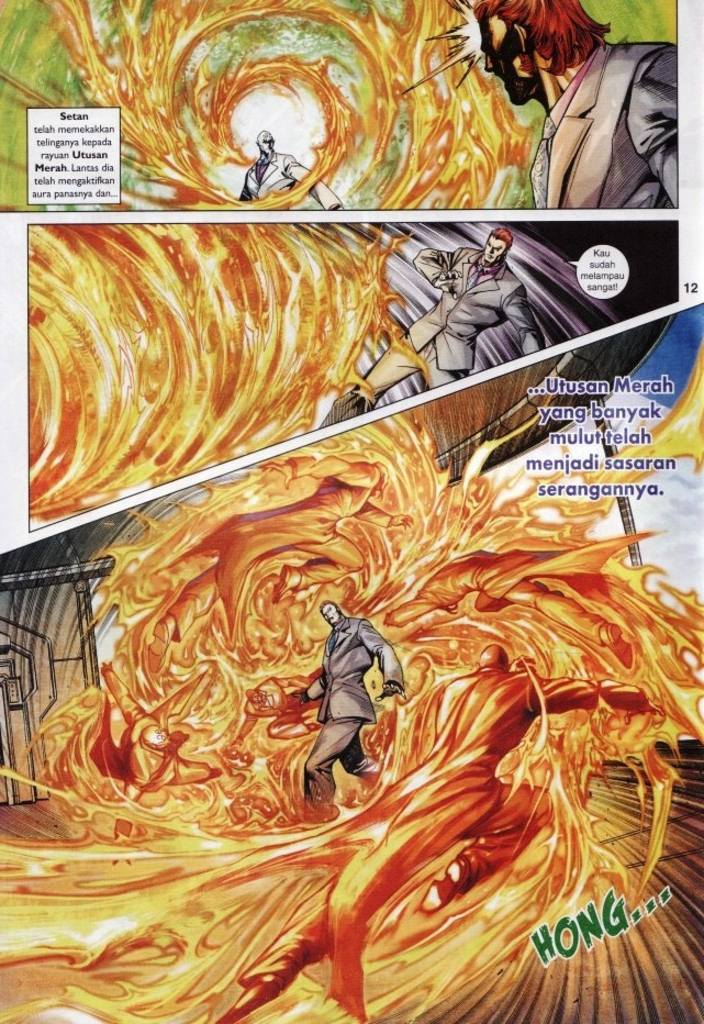 Setan
telah memekakkan
telinganya kepada
rayuan Utusan
Merah. Lantas dia
telah mengaktifkan
aura panasnya dan...
Kau
sudah
melampau
sangat!
12
...Utusan Merah
yang banyak
mulut telah
menjadi sasaran
serangannya.
HONG...